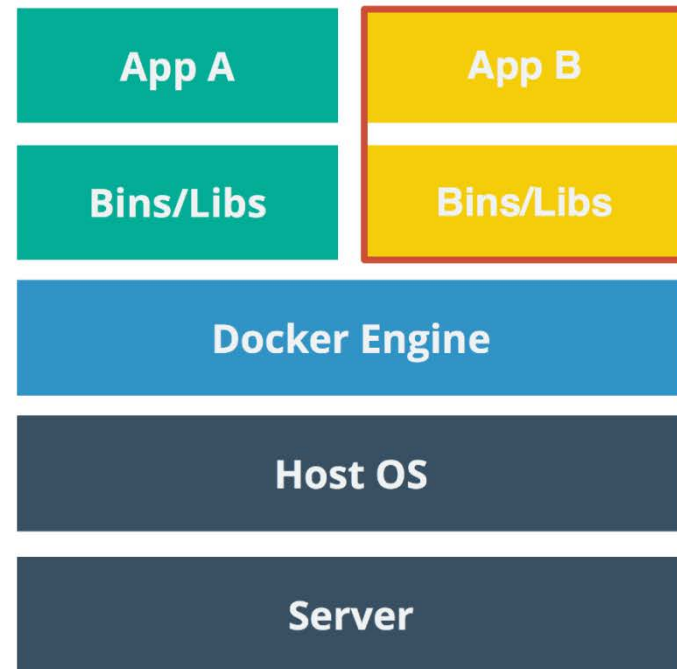 App A
App B
Bins/Libs
Bins/Libs
Docker Engine
Host OS
Server